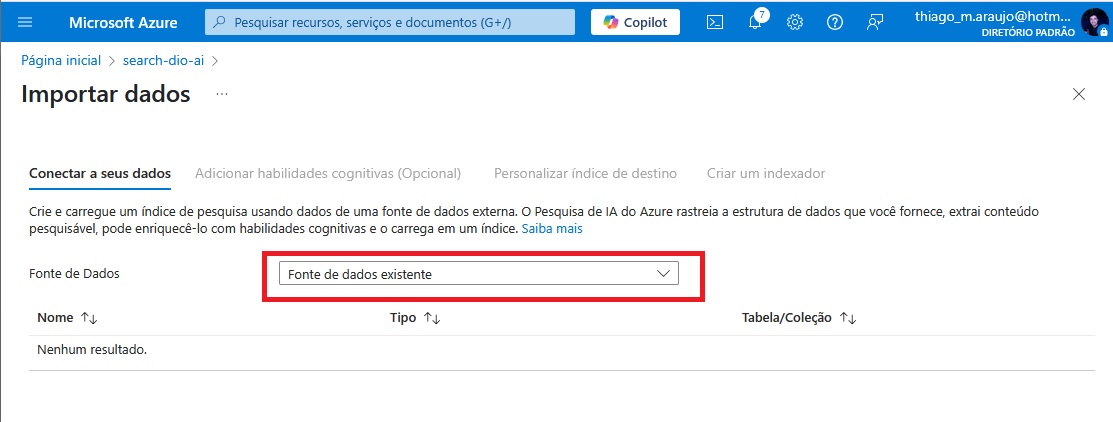 Microsoft Azure
Pesquisar recursos, serviços e documentos (G+/)
Copilot
7
thiago_m.araujo@hotm...
DIRETÓRIO PADRÃO
Página inicial > search-dio-ai >
Importar dados ...
Conectar a seus dados Adicionar habilidades cognitivas (Opcional) Personalizar índice de destino Criar um indexador
Crie e carregue um índice de pesquisa usando dados de uma fonte de dados externa. O Pesquisa de IA do Azure rastreia a estrutura de dados que você fornece, extrai conteúdo
pesquisável, pode enriquecê-lo com habilidades cognitivas e o carrega em um índice. Saiba mais
Fonte de Dados Fonte de dados existente
Nome Tipo Tabela/Coleção
Nenhum resultado.